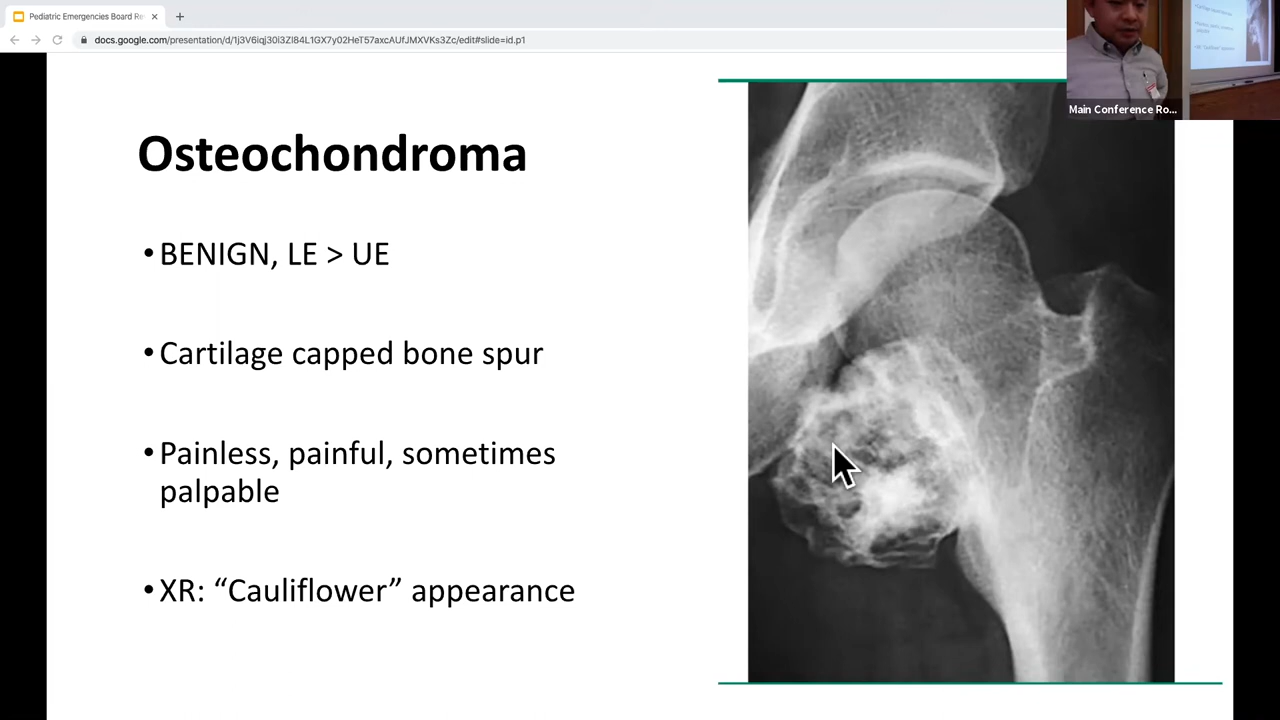 Pediatric Emergencies Board Re
docs.google.com/presentation/d/1j3V6iqj30l3Zl84L1GX7y02HeT57axcAUfJMXVKs3Zc/edit#slide=id.p1
Main Conference Ro...
Osteochondroma
•BENIGN, LE > UE
•Cartilage capped bone spur
•Painless, painful, sometimes
palpable
•XR: “Cauliflower” appearance